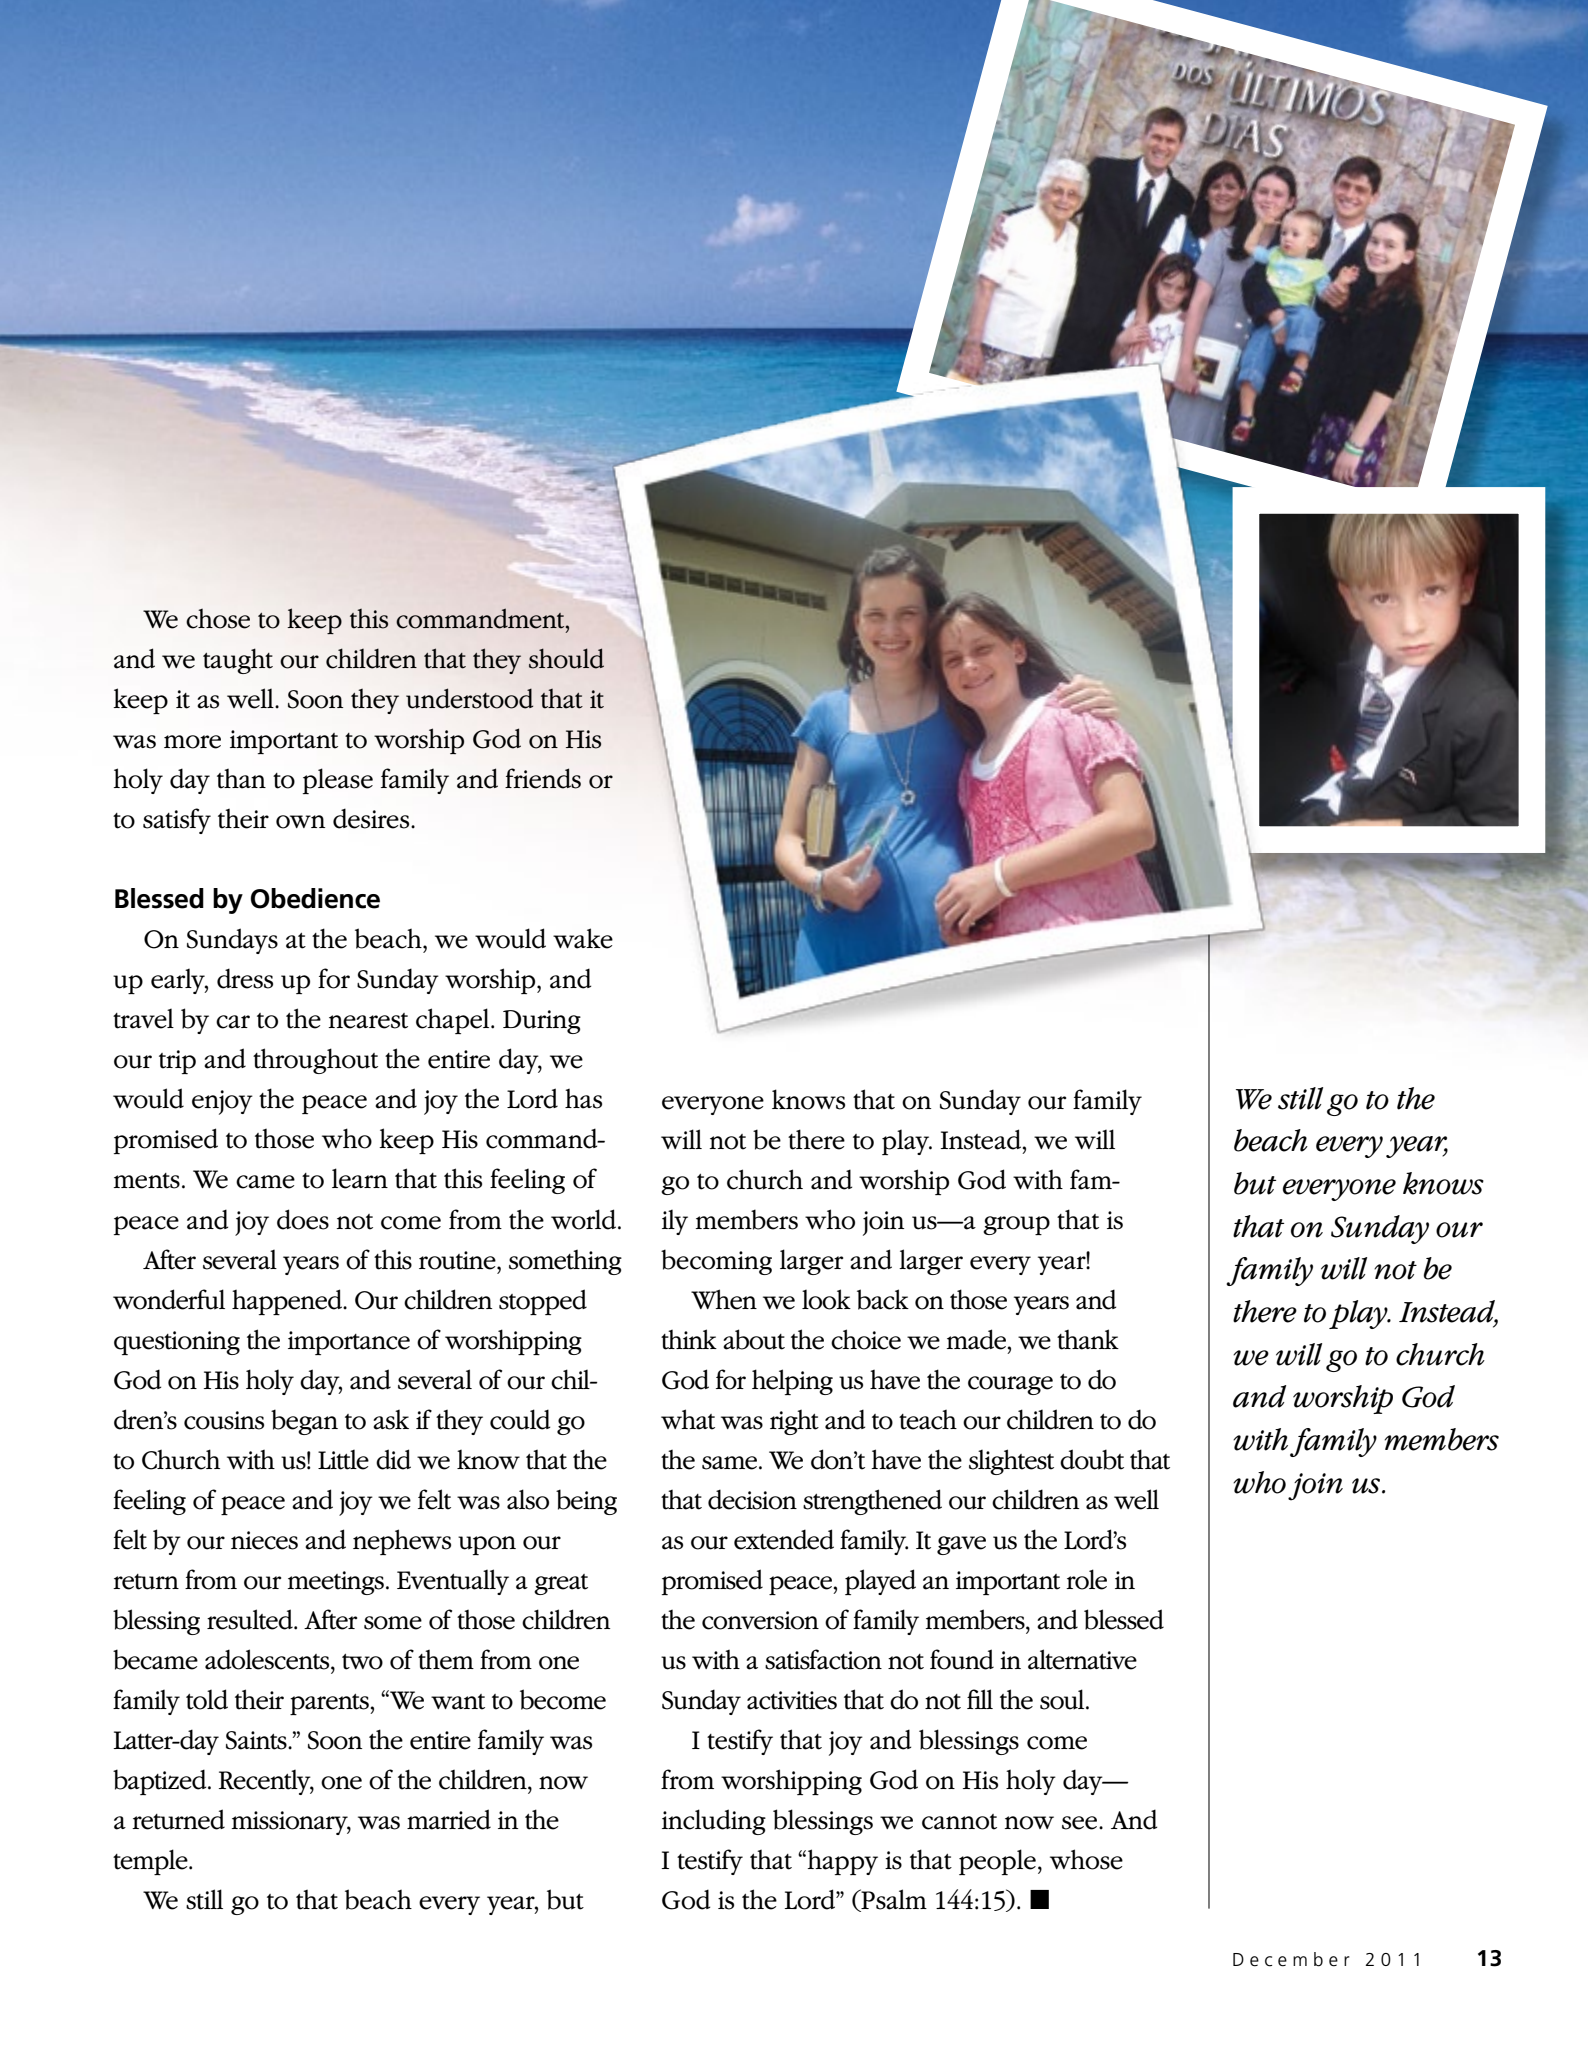 DOS ÚLTIMOS
DIAS
We chose to keep this commandment,
and we taught our children that they should
keep it as well. Soon they understood that it
was more important to worship God on His
holy day than to please family and friends or
to satisfy their own desires.
Blessed by Obedience
On Sundays at the beach, we would wake
up early, dress up for Sunday worship, and
travel by car to the nearest chapel. During
our trip and throughout the entire day, we
would enjoy the peace and joy the Lord has
promised to those who keep His command-
ments. We came to learn that this feeling of
peace and joy does not come from the world.
After several years of this routine, something
wonderful happened. Our children stopped
questioning the importance of worshipping
God on His holy day, and several of our chil-
dren’s cousins began to ask if they could go
to Church with us! Little did we know that the
feeling of peace and joy we felt was also being
felt by our nieces and nephews upon our
return from our meetings. Eventually a great
blessing resulted. After some of those children
became adolescents, two of them from one
family told their parents, “We want to become
Latter-day Saints.” Soon the entire family was
baptized. Recently, one of the children, now
a returned missionary, was married in the
temple.
We still go to that beach every year, but
everyone knows that on Sunday our family
will not be there to play. Instead, we will
go to church and worship God with fam-
ily members who join us—a group that is
becoming larger and larger every year!
When we look back on those years and
think about the choice we made, we thank
God for helping us have the courage to do
what was right and to teach our children to do
the same. We don’t have the slightest doubt that
that decision strengthened our children as well
as our extended family. It gave us the Lord’s
promised peace, played an important role in
the conversion of family members, and blessed
us with a satisfaction not found in alternative
Sunday activities that do not fill the soul.
I testify that joy and blessings come
from worshipping God on His holy day—
including blessings we cannot now see. And
I testify that “happy is that people, whose
God is the Lord” (Psalm 144:15). ■
We still go to the
beach every year,
but everyone knows
that on Sunday our
family will not be
there to play. Instead,
we will go to church
and worship God
with family members
who join us.
December 2011 13